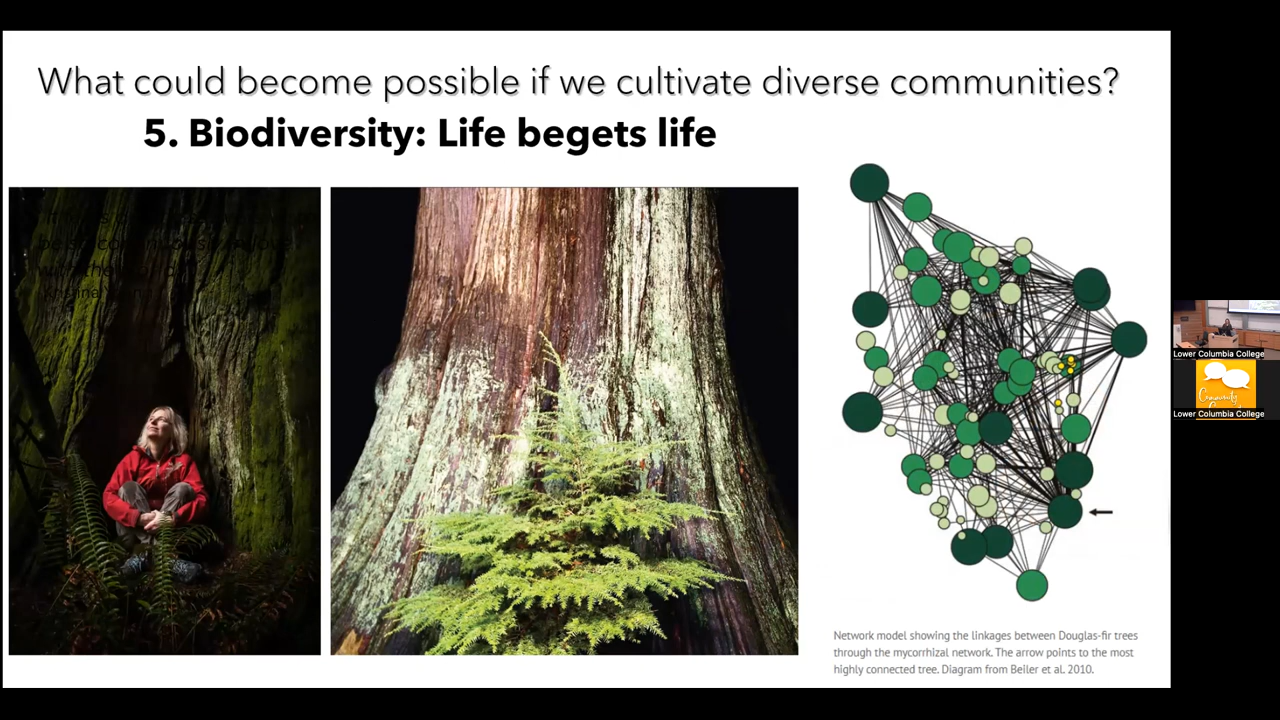 What could become possible if we cultivate diverse communities?
5. Biodiversity: Life begets life
Network model showing the linkages between Douglas-fir trees
through the mycorrhizal network. The arrow points to the most
highly connected tree. Diagram from Beiler et al. 2010.
Lower Columbia College
Community
Lower Columbia College